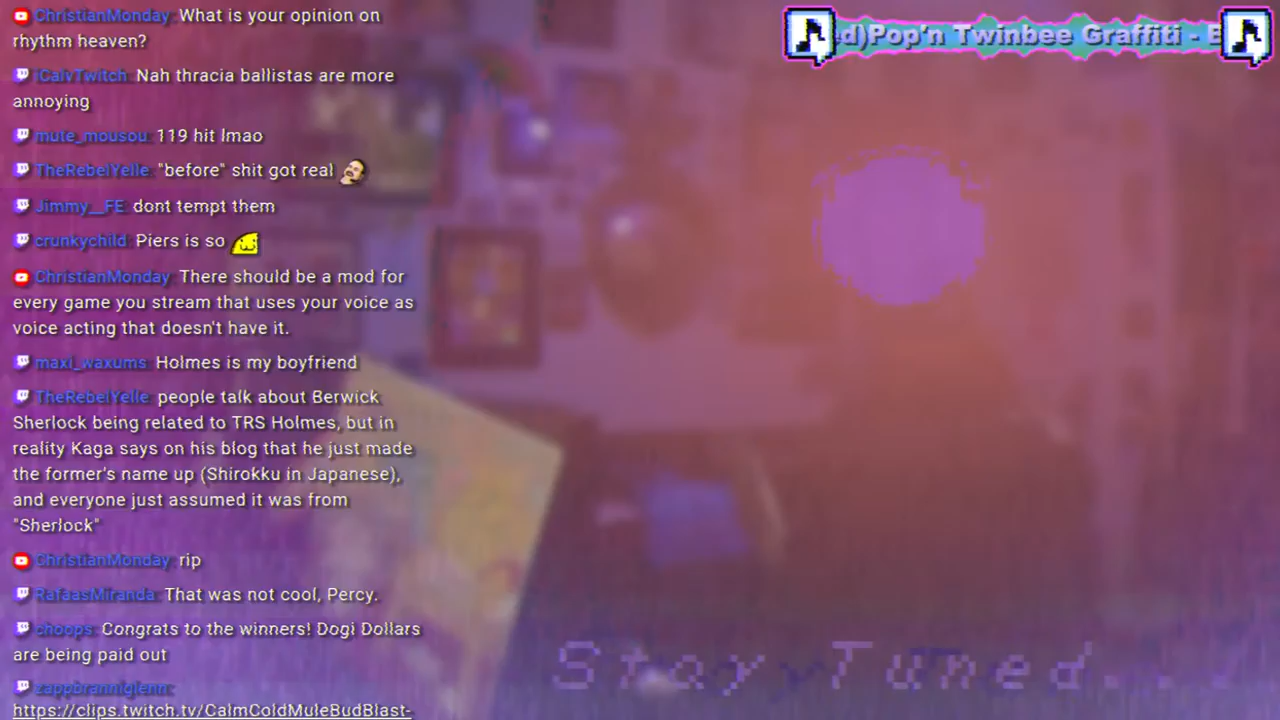 ChristianMonday: What is your opinion on
rhythm heaven?
iCalvTwitch: Nah thracia ballistas are more
annoying
mute_mousou: 119 hit lmao
TheRebelYelle: "before" shit got real
Jimmy__FE: dont tempt them
crunkychild: Piers is so
ChristianMonday: There should be a mod for
every game you stream that uses your voice as
voice acting that doesn't have it.
maxi_waxums: Holmes is my boyfriend
TheRebelYelle: people talk about Berwick
Sherlock being related to TRS Holmes, but in
reality Kaga says on his blog that he just made
the former's name up (Shirokku in Japanese),
and everyone just assumed it was from
"Sherlock"
ChristianMonday: rip
RafaasMiranda: That was not cool, Percy.
choops: Congrats to the winners! Dogi Dollars
are being paid out
zappbranniglenn:
https://clips.twitch.tv/CalmColdMuleBudBlast-
ed)Pop'n Twinbee Graffiti -
Stay Tuned...